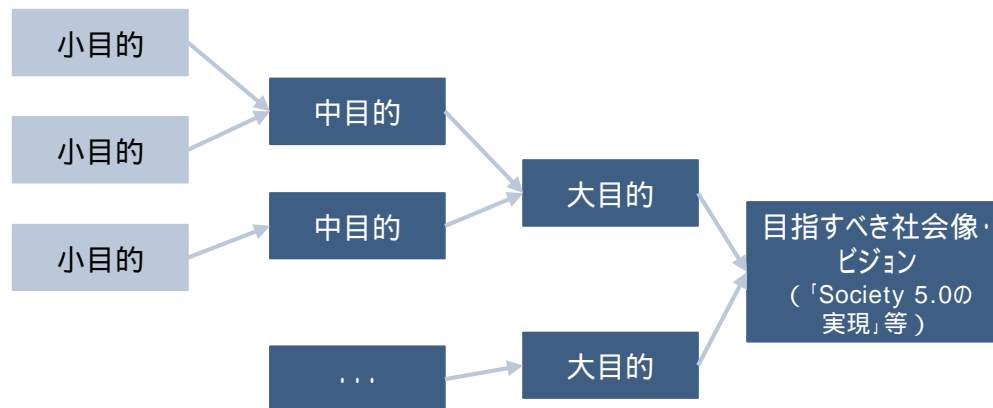 小目的
小目的
小目的
中目的
中目的
･･･
大目的
大目的
目指すべき社会像・
ビジョン
(「Society 5.0の
実現」等)